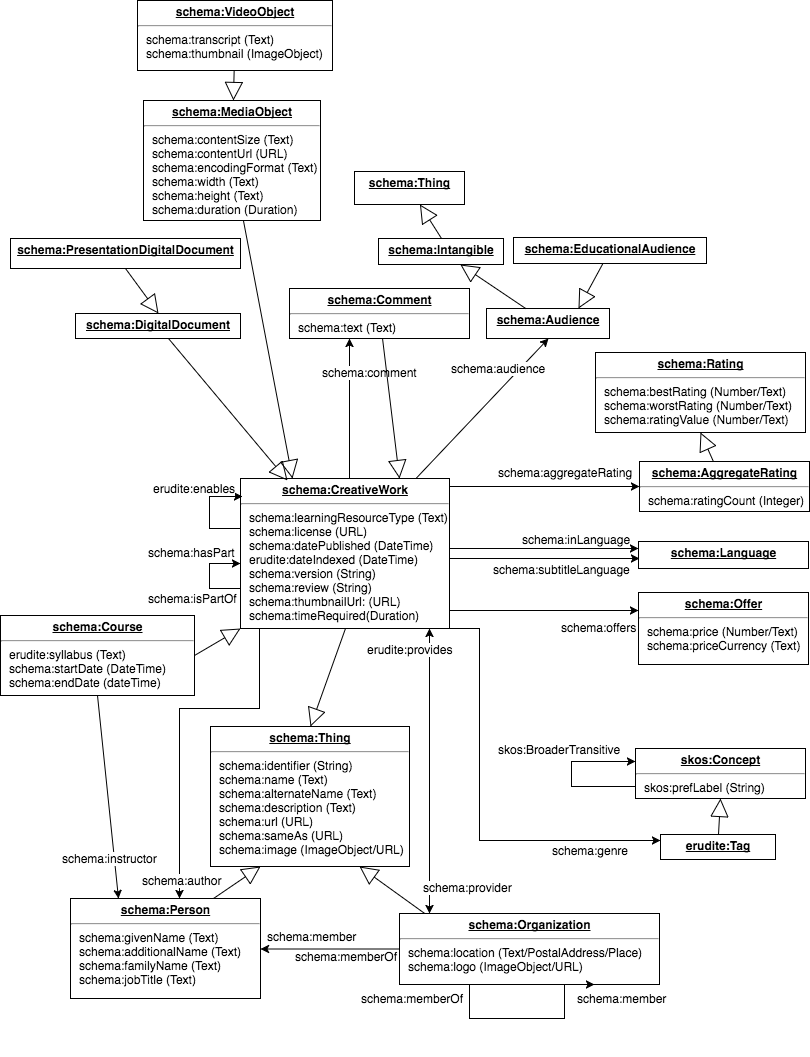 schema:VideoObject
schema:transcript (Text)
schema:thumbnail (ImageObject)
schema:MediaObject
schema:contentSize (Text)
schema:contentUrl (URL)
schema:encodingFormat (Text)
schema:width (Text)
schema:height (Text)
schema:duration (Duration)
schema:Thing
schema:PresentationDigitalDocument
schema:Intangible
schema:EducationalAudience
schema:DigitalDocument
schema:Comment
schema:text (Text)
schema:Audience
schema:comment
schema:audience
schema:Rating
schema:bestRating (Number/Text)
schema:worstRating (Number/Text)
schema:ratingValue (Number/Text)
schema:aggregateRating
schema:AggregateRating
schema:ratingCount (Integer)
erudite:enables
schema:hasPart
schema:isPartOf
schema:CreativeWork
schema:learningResourceType (Text)
schema:license (URL)
schema:datePublished (DateTime)
erudite:dateIndexed (DateTime)
schema:version (String)
schema:review (String)
schema:thumbnailUrl: (URL)
schema:timeRequired(Duration)
schema:inLanguage
schema:subtitleLanguage
schema:Language
schema:offers
schema:Offer
schema:price (Number/Text)
schema:priceCurrency (Text)
schema:Course
erudite:syllabus (Text)
schema:startDate (DateTime)
schema:endDate (dateTime)
erudite:provides
schema:Thing
schema:identifier (String)
schema:name (Text)
schema:alternateName (Text)
schema:description (Text)
schema:url (URL)
schema:sameAs (URL)
schema:image (ImageObject/URL)
skos:BroaderTransitive
skos:Concept
skos:prefLabel (String)
schema:genre
erudite:Tag
schema:instructor
schema:author
schema:provider
schema:Person
schema:givenName (Text)
schema:additionalName (Text)
schema:familyName (Text)
schema:jobTitle (Text)
schema:member
schema:memberOf
schema:Organization
schema:location (Text/PostalAddress/Place)
schema:logo (ImageObject/URL)
schema:memberOf
schema:member